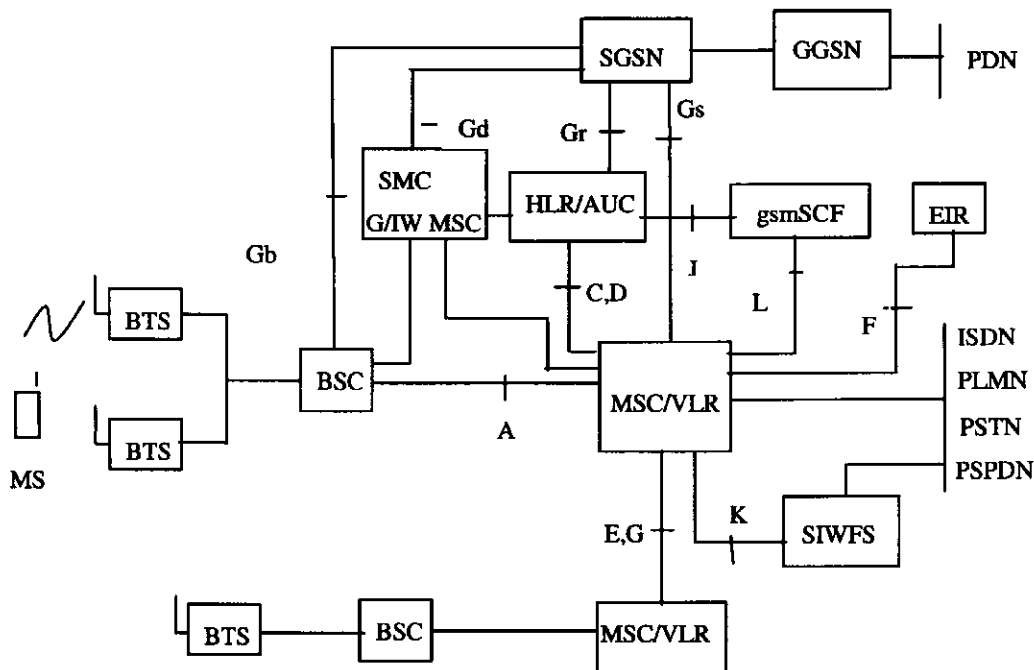 SGSN
GGSN
PDN
Gd
Gr
Gs
SMC
G/IW MSC
HLR/AUC
gsmSCF
EIR
Gb
C,D
J
L
F
BTS
ISDN
BSC
MSC/VLR
PLMN
A
PSTN
BTS
MS
PSPDN
E,G
K
SIWFS
BTS
BSC
MSC/VLR